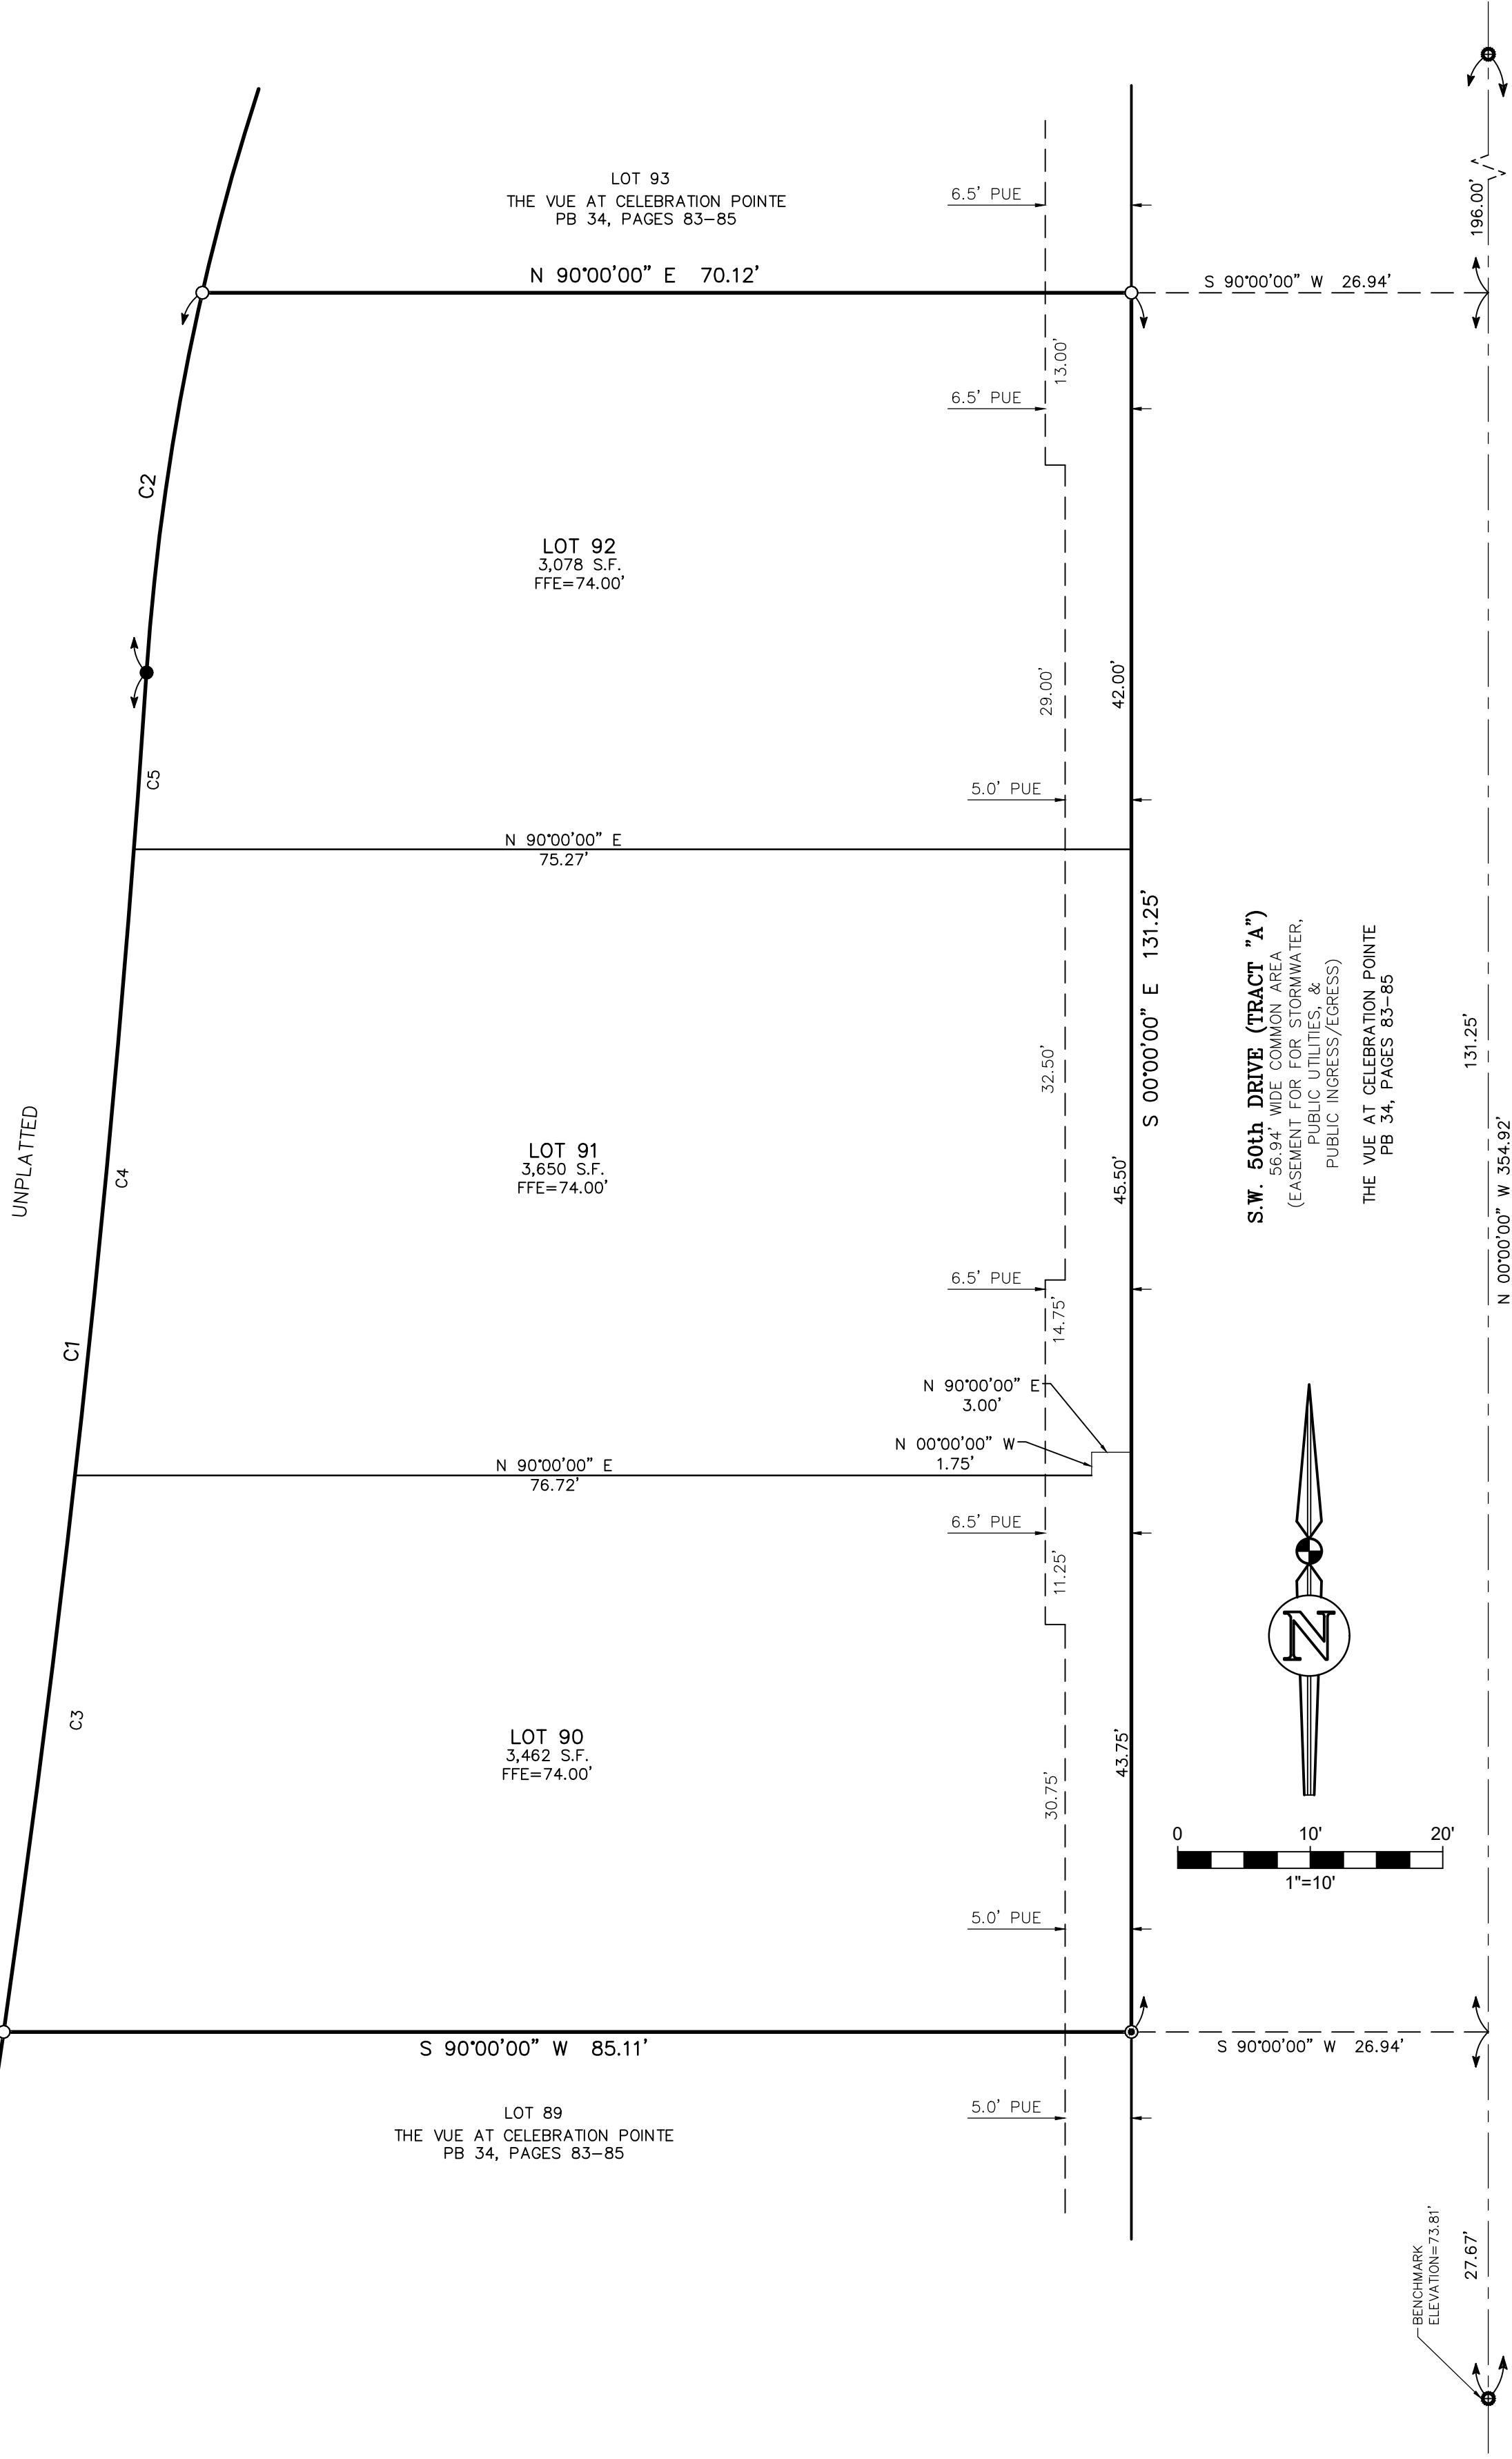 LOT 93
THE VUE AT CELEBRATION POINTE
PB 34, PAGES 83-85
6.5' PUE
196.00'
N 90°00'00" E 70.12'
S 90°00'00" W 26.94'
13.00'
6.5' PUE
C2
LOT 92
3,078 S.F.
FFE=74.00'
29.00'
42.00'
C5
5.0' PUE
N 90°00'00" E
75.27'
S 00°00'00" E 131.25'
S.W. 50th DRIVE (TRACT "A")
56.94' WIDE COMMON AREA
(EASEMENT FOR FOR STORMWATER,
PUBLIC UTILITIES, &
PUBLIC INGRESS/EGRESS)
THE VUE AT CELEBRATION POINTE
PB 34, PAGES 83-85
131.25'
N 00°00'00" W 354.92'
UNPLATTED
32.50'
C4
LOT 91
3,650 S.F.
FFE=74.00'
45.50'
6.5' PUE
14.75'
C1
N 90°00'00" E
3.00'
N 00°00'00" W
1.75'
N 90°00'00" E
76.72'
6.5' PUE
11.25'
N
C3
LOT 90
3,462 S.F.
FFE=74.00'
30.75'
43.75'
0 10' 20'
1"=10'
5.0' PUE
S 90°00'00" W 85.11'
S 90°00'00" W 26.94'
LOT 89
THE VUE AT CELEBRATION POINTE
PB 34, PAGES 83-85
5.0' PUE
BENCHMARK
ELEVATION=73.81'
27.67'